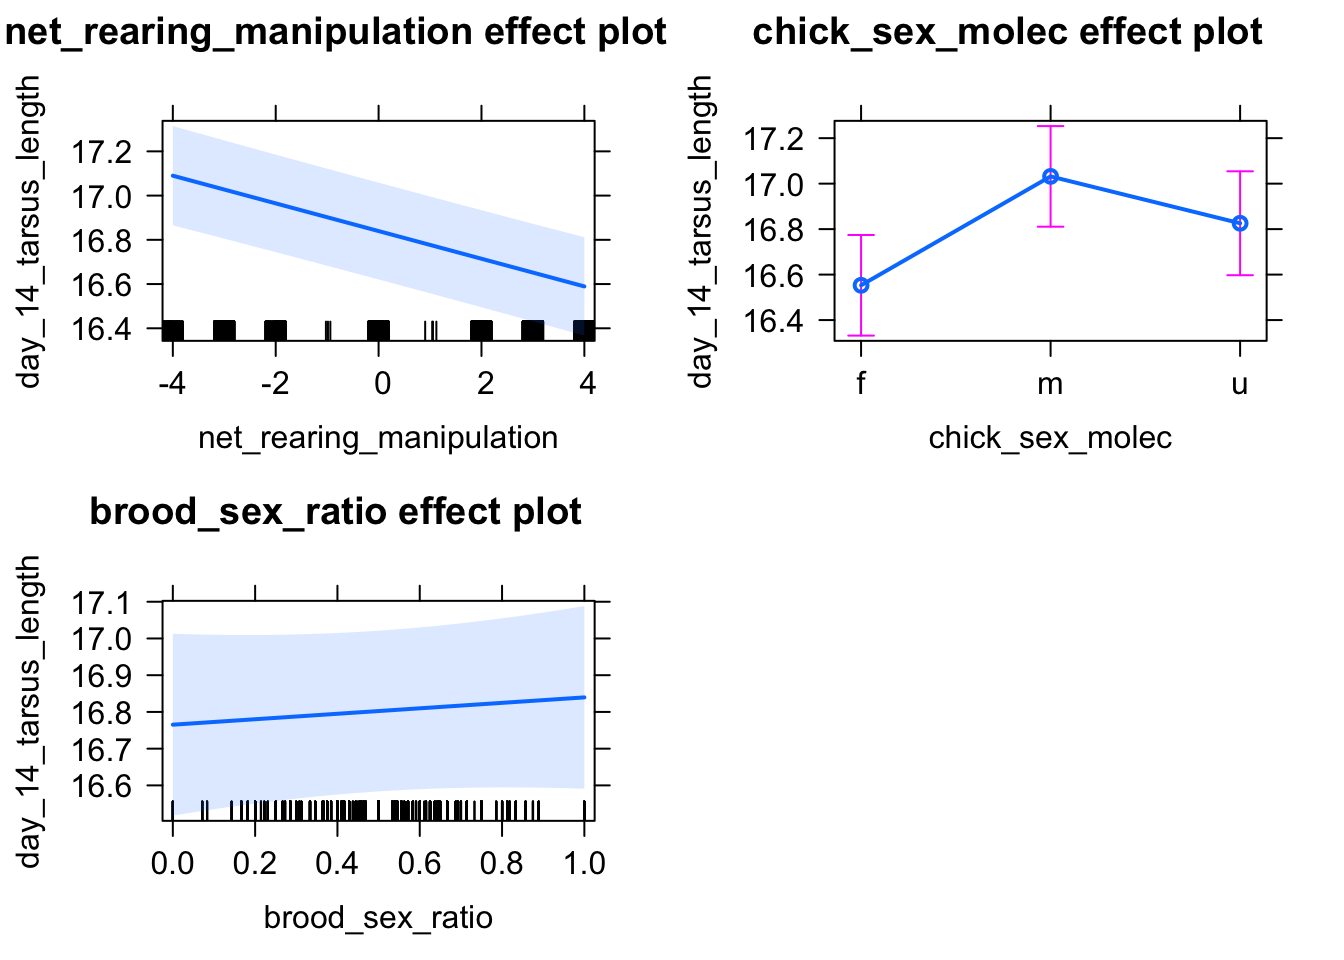 net_rearing_manipulation effect plot
day_14_tarsus_length
17.2
17.0
16.8
16.6
16.4
-4 -2 0 2 4
net_rearing_manipulation
chick_sex_molec effect plot
day_14_tarsus_length
17.2
17.0
16.8
16.6
16.4
f m u
chick_sex_molec
brood_sex_ratio effect plot
day_14_tarsus_length
17.1
17.0
16.9
16.8
16.7
16.6
0.0 0.2 0.4 0.6 0.8 1.0
brood_sex_ratio